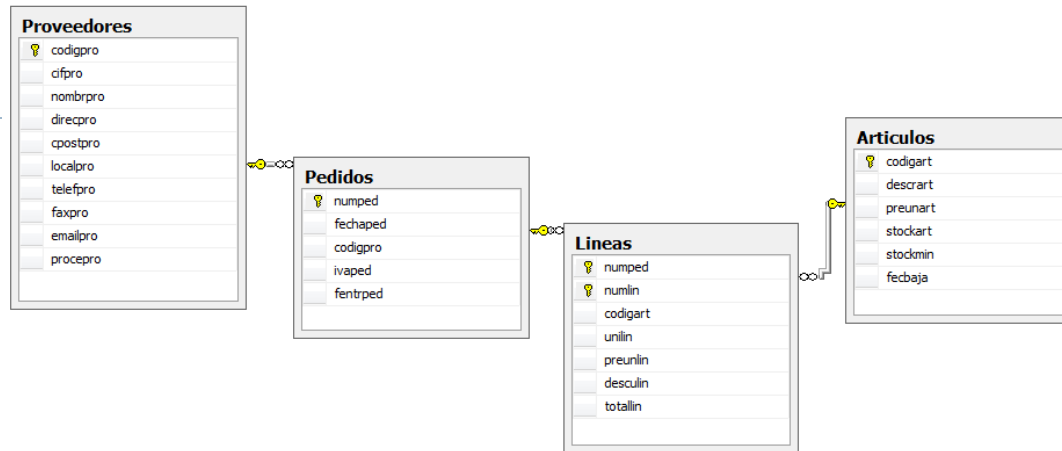 Proveedores
codigpro
cifpro
nombrpro
direcpro
cpostpro
localpro
telefpro
faxpro
emailpro
procepro
Pedidos
numped
fechaped
codigpro
ivaped
fentrped
Lineas
numped
numlin
codigart
unilin
preunlin
desculin
totallin
Articulos
codigart
descrart
preunart
stockart
stockmin
fecbaja